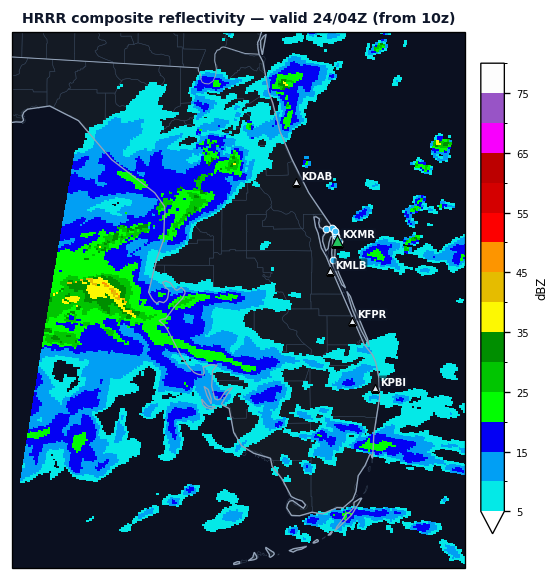 HRRR composite reflectivity — valid 24/04Z (from 10z)
75
65
55
45
35
25
15
5
dBZ
KDAB
KXMR
KMLB
KFPR
KPBI